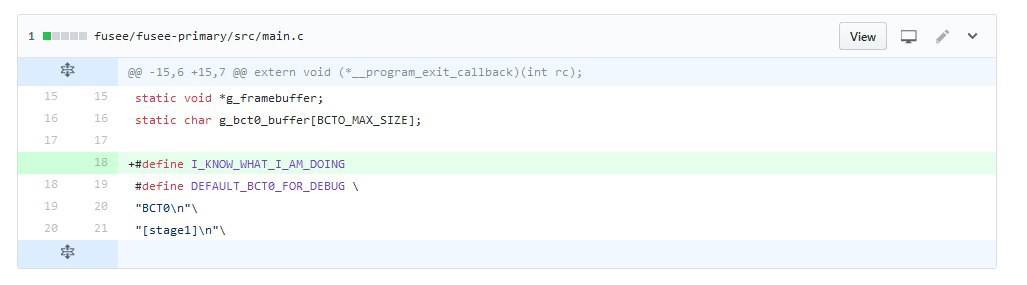 1 fusee/fusee-primary/src/main.c View
@@ -15,6 +15,7 @@ extern void (*__program_exit_callback)(int rc);
15 15 static void *g_framebuffer;
16 16 static char g_bct0_buffer[BCTO_MAX_SIZE];
17 17
18 +#define I_KNOW_WHAT_I_AM_DOING
18 19 #define DEFAULT_BCT0_FOR_DEBUG \
19 20 "BCT0\n"\
20 21 "[stage1]\n"\